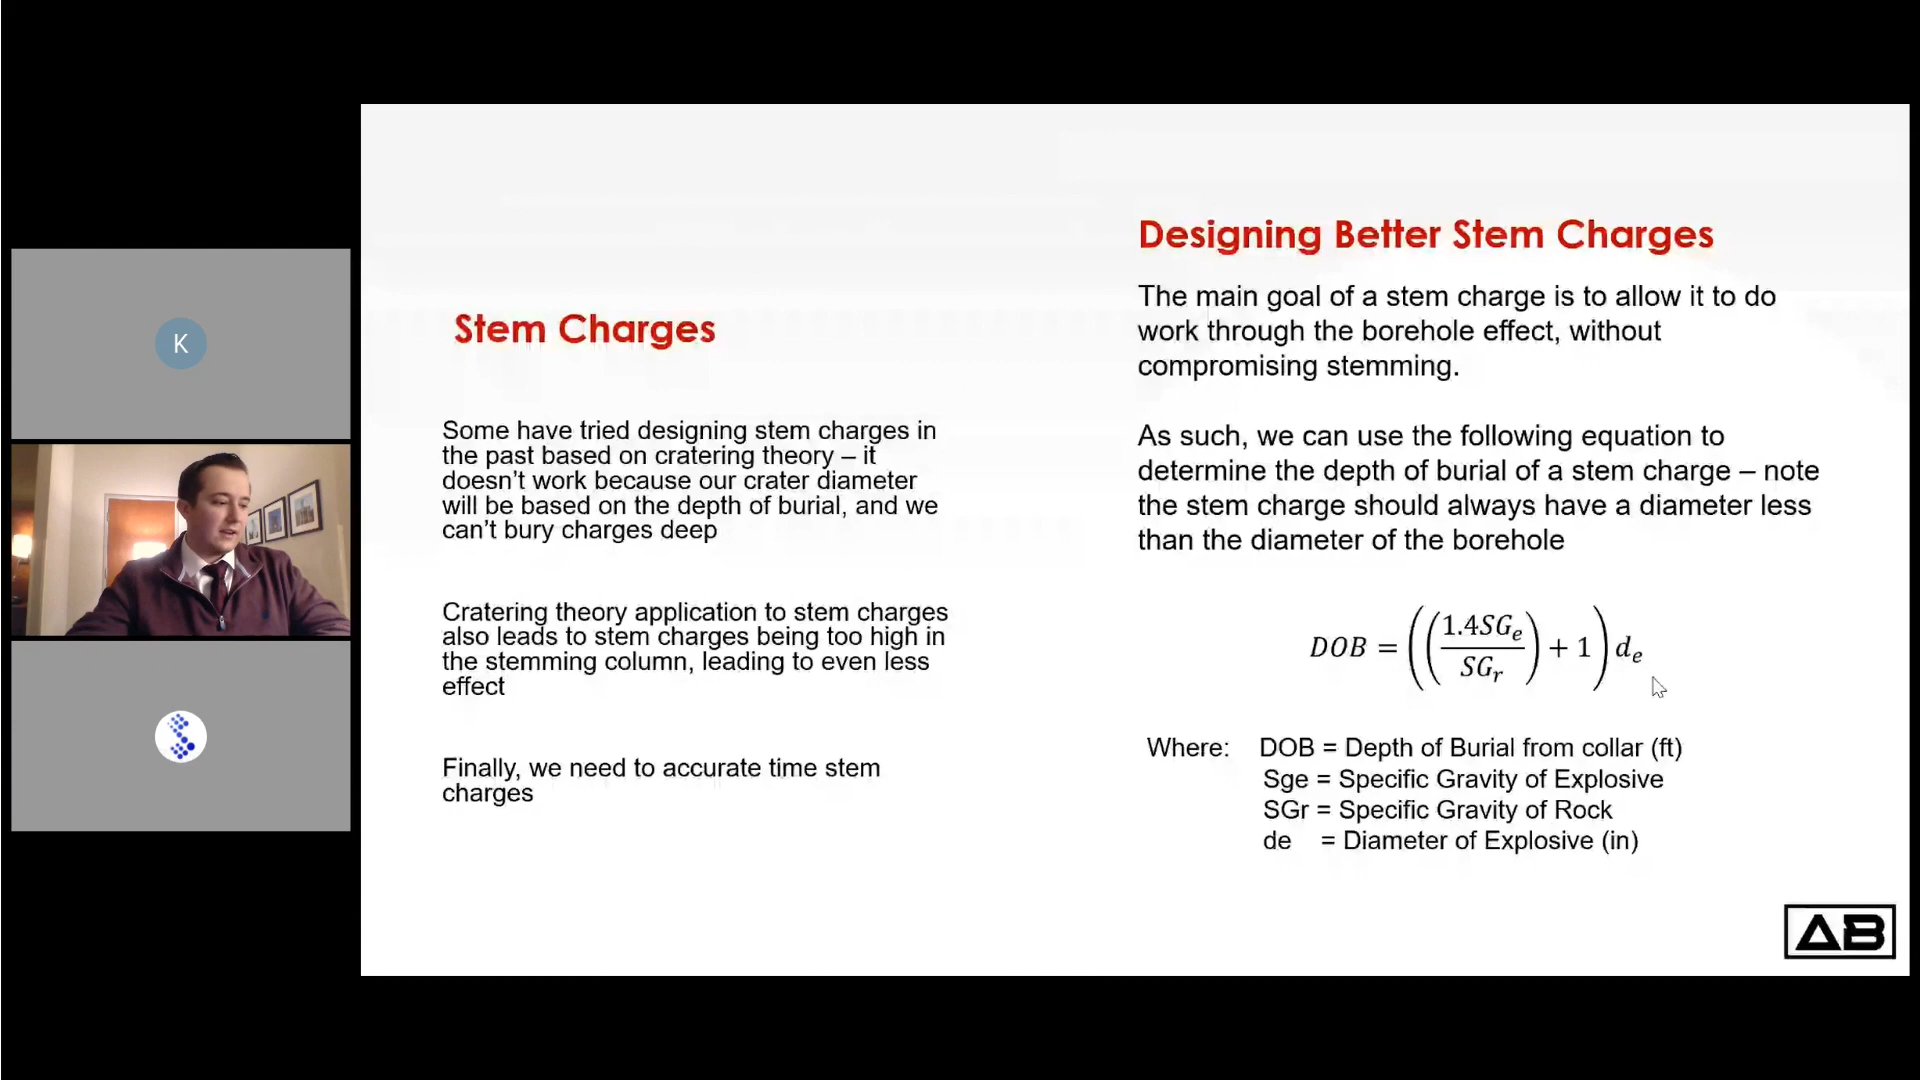 K
Stem Charges
Some have tried designing stem charges in
the past based on cratering theory – it
doesn’t work because our crater diameter
will be based on the depth of burial, and we
can’t bury charges deep
Cratering theory application to stem charges
also leads to stem charges being too high in
the stemming column, leading to even less
effect
Finally, we need to accurate time stem
charges
Designing Better Stem Charges
The main goal of a stem charge is to allow it to do
work through the borehole effect, without
compromising stemming.
As such, we can use the following equation to
determine the depth of burial of a stem charge – note
the stem charge should always have a diameter less
than the diameter of the borehole
DOB = ((1.4SGₑ/SGᵣ) + 1) dₑ
Where: DOB = Depth of Burial from collar (ft)
Sge = Specific Gravity of Explosive
SGr = Specific Gravity of Rock
de = Diameter of Explosive (in)
AB